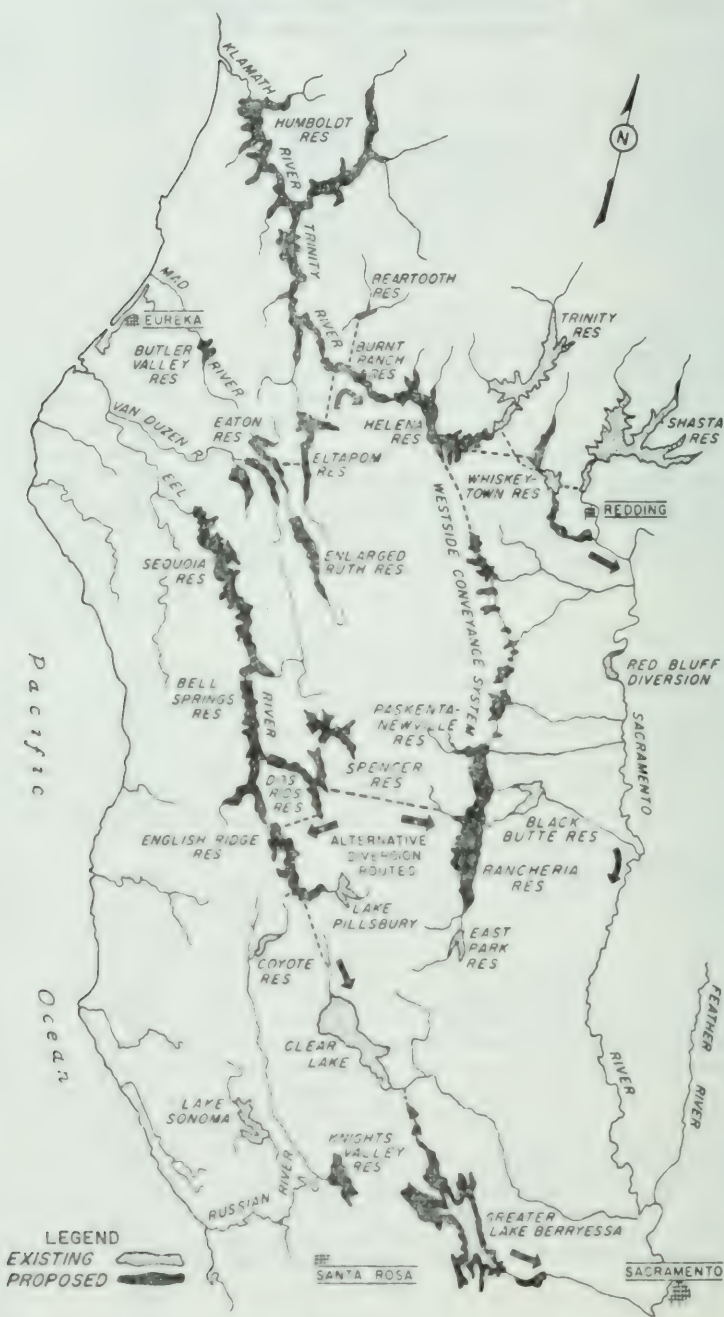 KLAMATH
HUMBOLDT
RES
RIVER
N
TRINITY
MAD
BEARTOOTH
RES
TRINITY
RES
EUREKA
BUTLER
VALLEY
RES
RIVER
RIVER
BURNT
RANCH
RES
SHASTA
RES
VAN DUZEN R
EATON
RES
HELENA
RES
ELTAPOM
RES
WHISKEY-
TOWN RES
REDDING
EEL
SEQUOIA
RES
ENLARGED
RUTH RES
WESTSIDE CONVEYANCE SYSTEM
RED BLUFF
DIVERSION
BELL
SPRINGS
RES
RIVER
PASKENTA-
NEWVILLE
RES
SACRAMENTO
Pacific
SPENCER
RES
DOS
RIOS
RES
ENGLISH RIDGE
RES
ALTERNATIVE
DIVERSION
ROUTES
BLACK
BUTTE RES
RANCHERIA
RES
LAKE
PILLSBURY
EAST
PARK
RES
COYOTE
RES
FEATHER
RIVER
Ocean
CLEAR
LAKE
RIVER
LAKE
SONOMA
KNIGHTS
VALLEY
RES
RUSSIAN
RIVER
GREATER
LAKE BERRYESSA
LEGEND
EXISTING
PROPOSED
SANTA ROSA
SACRAMENTO